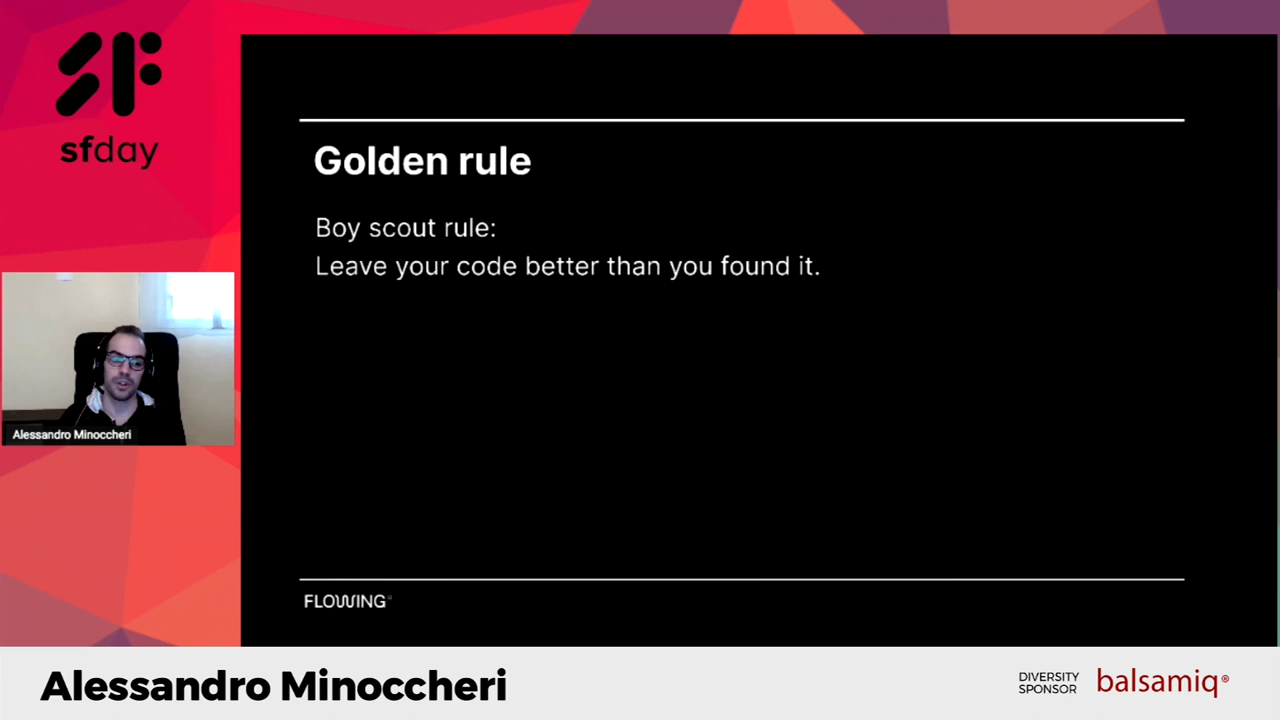 sfday
Golden rule
Boy scout rule:
Leave your code better than you found it.
Alessandro Minoccheri
FLOWING
Alessandro Minoccheri
DIVERSITY
SPONSOR
balsamiq®